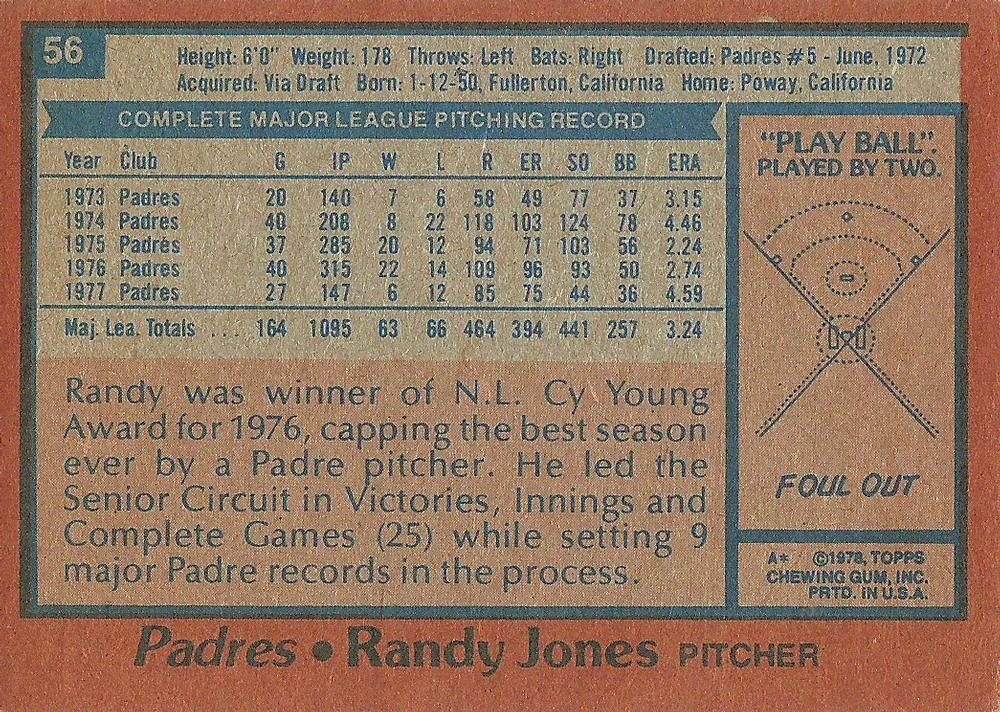 56
Height: 6'0" Weight: 178 Throws: Left Bats: Right Drafted: Padres #5 - June, 1972
Acquired: Via Draft Born: 1-12-50, Fullerton, California Home: Poway, California
COMPLETE MAJOR LEAGUE PITCHING RECORD
Year Club G IP W L R ER SO BB ERA
1973 Padres 20 140 7 6 58 49 77 37 3.15
1974 Padres 40 208 8 22 118 103 124 78 4.46
1975 Padres 37 285 20 12 94 71 103 56 2.24
1976 Padres 40 315 22 14 109 96 93 50 2.74
1977 Padres 27 147 6 12 85 75 44 36 4.59
Maj. Lea. Totals ... 164 1095 63 66 464 394 441 257 3.24
Randy was winner of N.L. Cy Young
Award for 1976, capping the best season
ever by a Padre pitcher. He led the
Senior Circuit in Victories, Innings and
Complete Games (25) while setting 9
major Padre records in the process.
"PLAY BALL".
PLAYED BY TWO.
FOUL OUT
A* ©1978, TOPPS
CHEWING GUM, INC.
PRTD. IN U.S.A.
Padres • Randy Jones PITCHER